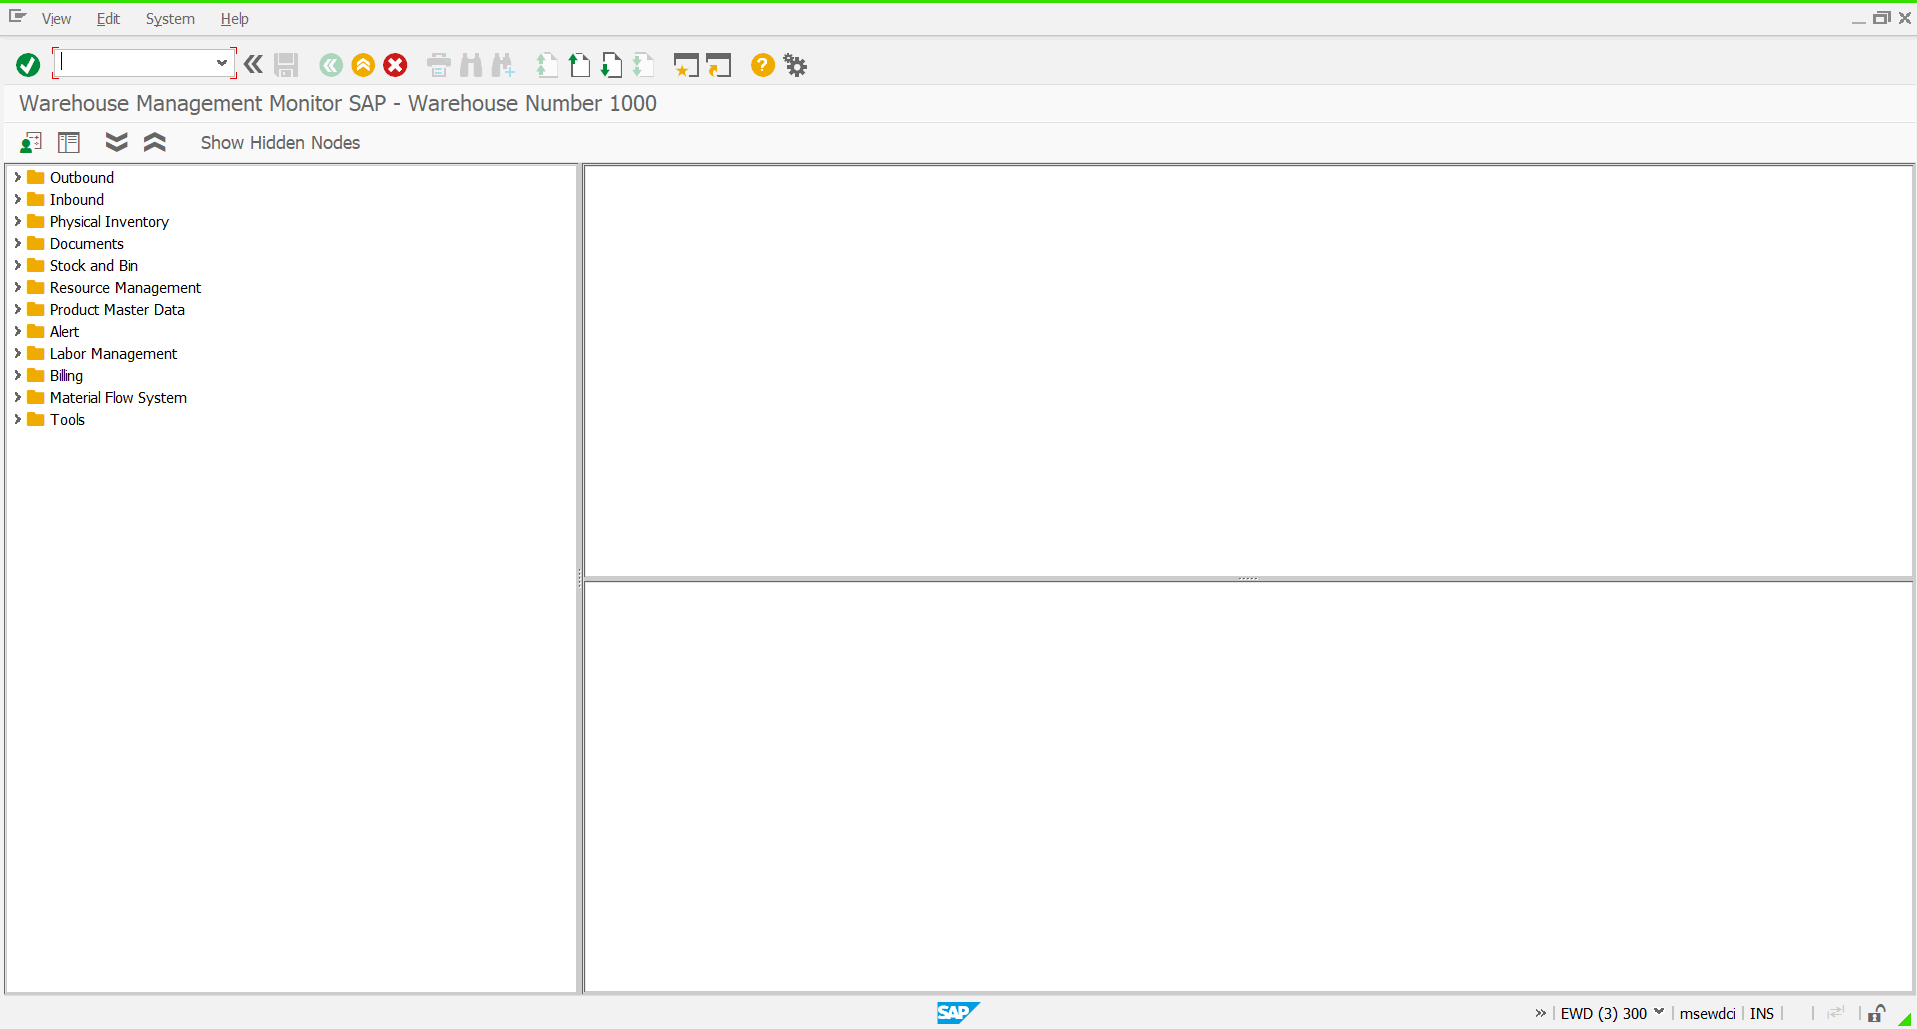 View Edit System Help
Warehouse Management Monitor SAP - Warehouse Number 1000
Show Hidden Nodes
Outbound
Inbound
Physical Inventory
Documents
Stock and Bin
Resource Management
Product Master Data
Alert
Labor Management
Billing
Material Flow System
Tools
SAP
EWD (3) 300 msewdci INS